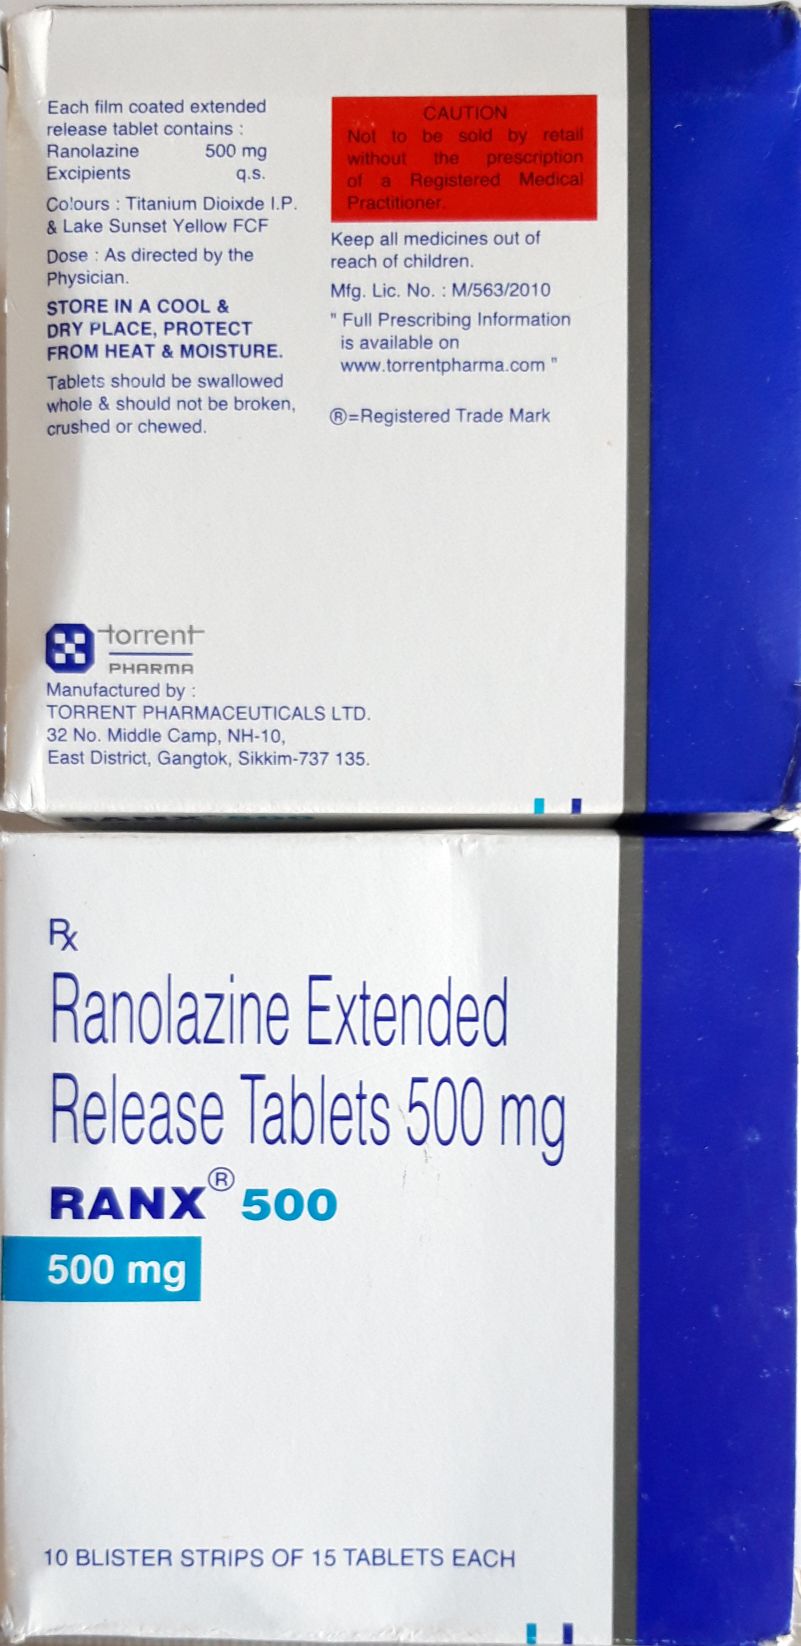 Each film coated extended
release tablet contains :
Ranolazine 500 mg
Excipients q.s.
Colours : Titanium Dioixde I.P.
& Lake Sunset Yellow FCF
Dose : As directed by the
Physician.
STORE IN A COOL &
DRY PLACE, PROTECT
FROM HEAT & MOISTURE.
Tablets should be swallowed
whole & should not be broken,
crushed or chewed.
CAUTION
Not to be sold by retail
without the prescription
of a Registered Medical
Practitioner.
Keep all medicines out of
reach of children.
Mfg. Lic. No. : M/563/2010
" Full Prescribing Information
is available on
www.torrentpharma.com "
®=Registered Trade Mark
torrent
PHARMA
Manufactured by :
TORRENT PHARMACEUTICALS LTD.
32 No. Middle Camp, NH-10,
East District, Gangtok, Sikkim-737 135.
RANX® 500
Rx
Ranolazine Extended
Release Tablets 500 mg
RANX® 500
500 mg
10 BLISTER STRIPS OF 15 TABLETS EACH